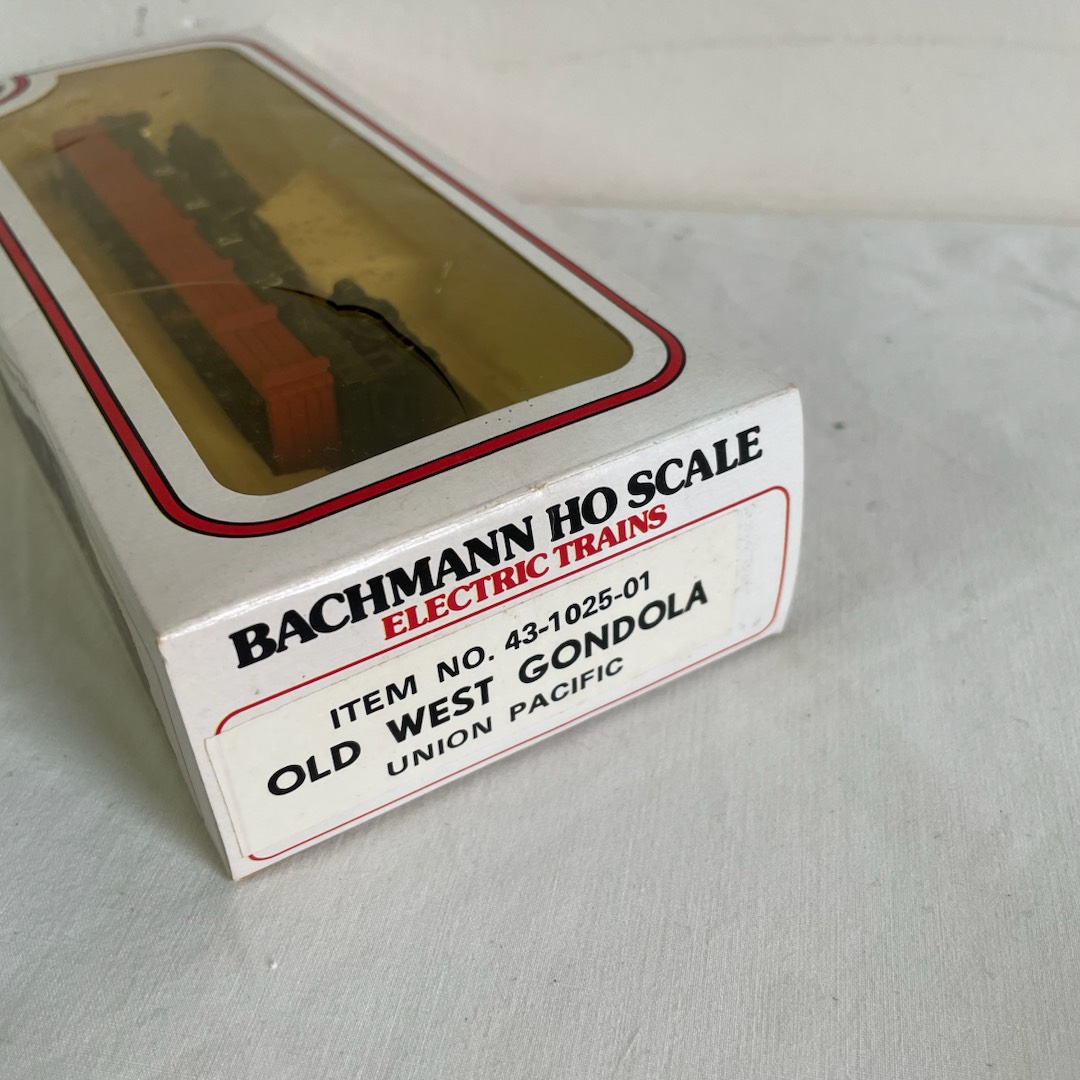 BACHMANN HO SCALE
ELECTRIC TRAINS
ITEM NO. 43-1025-01
OLD WEST GONDOLA
UNION PACIFIC